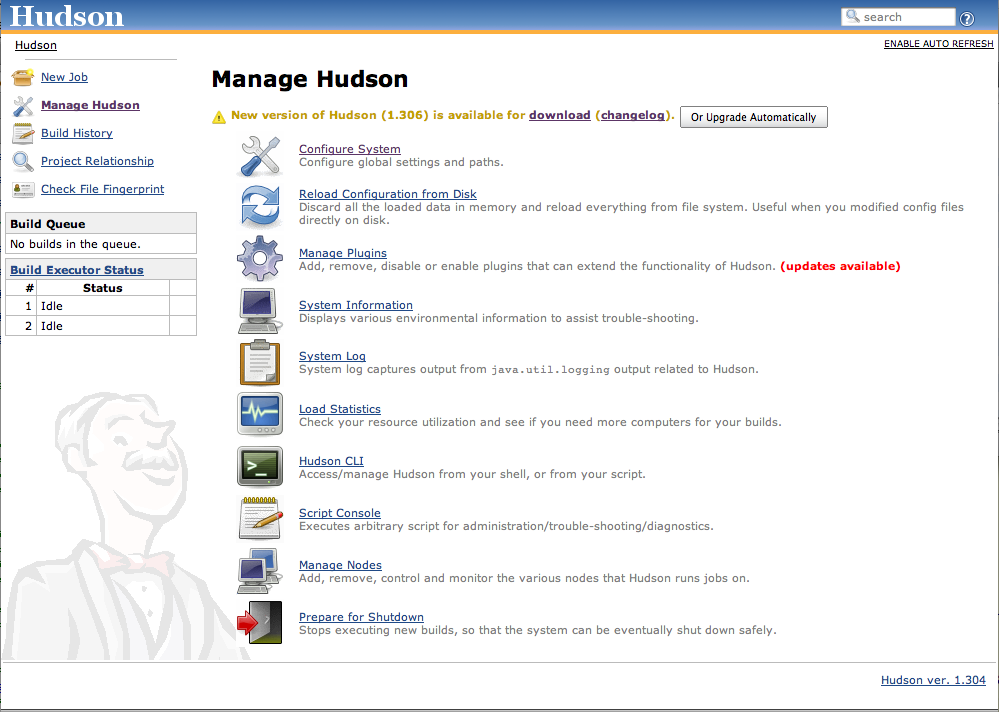 Hudson
search
?
Hudson
ENABLE AUTO REFRESH
New Job
Manage Hudson
Build History
Project Relationship
Check File Fingerprint
Build Queue
No builds in the queue.
Build Executor Status
# Status
1 Idle
2 Idle
Manage Hudson
New version of Hudson (1.306) is available for download (changelog). Or Upgrade Automatically
Configure System
Configure global settings and paths.
Reload Configuration from Disk
Discard all the loaded data in memory and reload everything from file system. Useful when you modified config files
directly on disk.
Manage Plugins
Add, remove, disable or enable plugins that can extend the functionality of Hudson. (updates available)
System Information
Displays various environmental information to assist trouble-shooting.
System Log
System log captures output from java.util.logging output related to Hudson.
Load Statistics
Check your resource utilization and see if you need more computers for your builds.
Hudson CLI
Access/manage Hudson from your shell, or from your script.
Script Console
Executes arbitrary script for administration/trouble-shooting/diagnostics.
Manage Nodes
Add, remove, control and monitor the various nodes that Hudson runs jobs on.
Prepare for Shutdown
Stops executing new builds, so that the system can be eventually shut down safely.
Hudson ver. 1.304